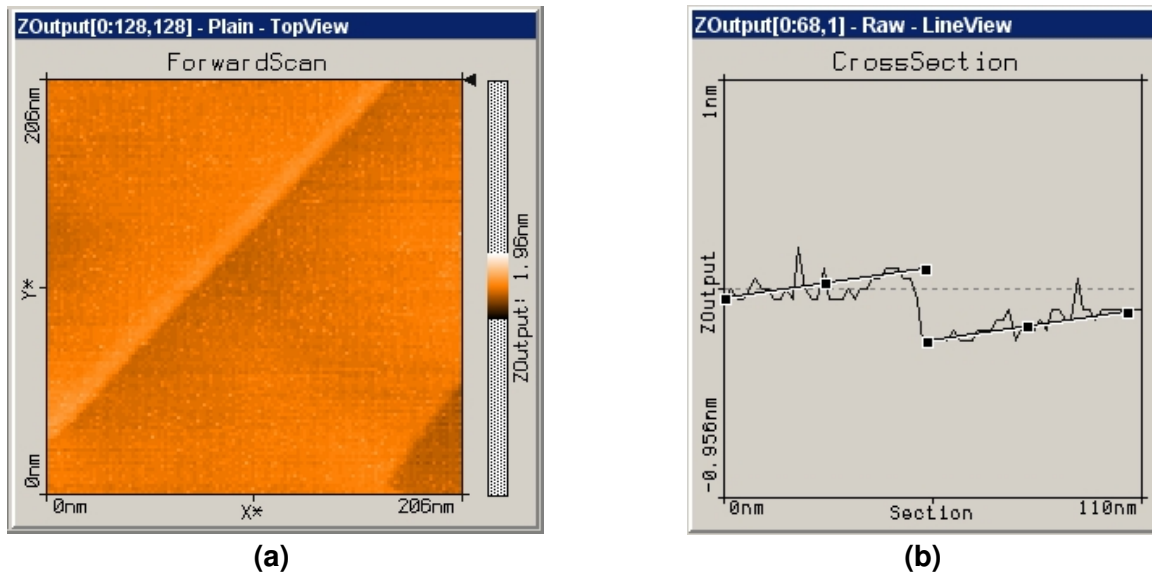 ZOutput[0:128,128] - Plain - TopView
ForwardScan
206nm
Y*
0nm
0nm
X*
206nm
ZOutput: 1.96nm
(a)
ZOutput[0:68,1] - Raw - LineView
CrossSection
1nm
ZOutput
-0.956nm
0nm
Section
110nm
(b)